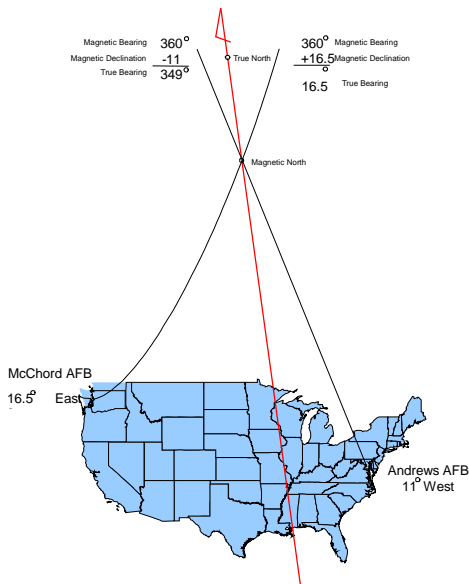 Magnetic Bearing 360°
Magnetic Declination -11
True Bearing 349°
True North
360° Magnetic Bearing
+16.5 Magnetic Declination
16.5° True Bearing
Magnetic North
McChord AFB
16.5° East
Andrews AFB
11° West